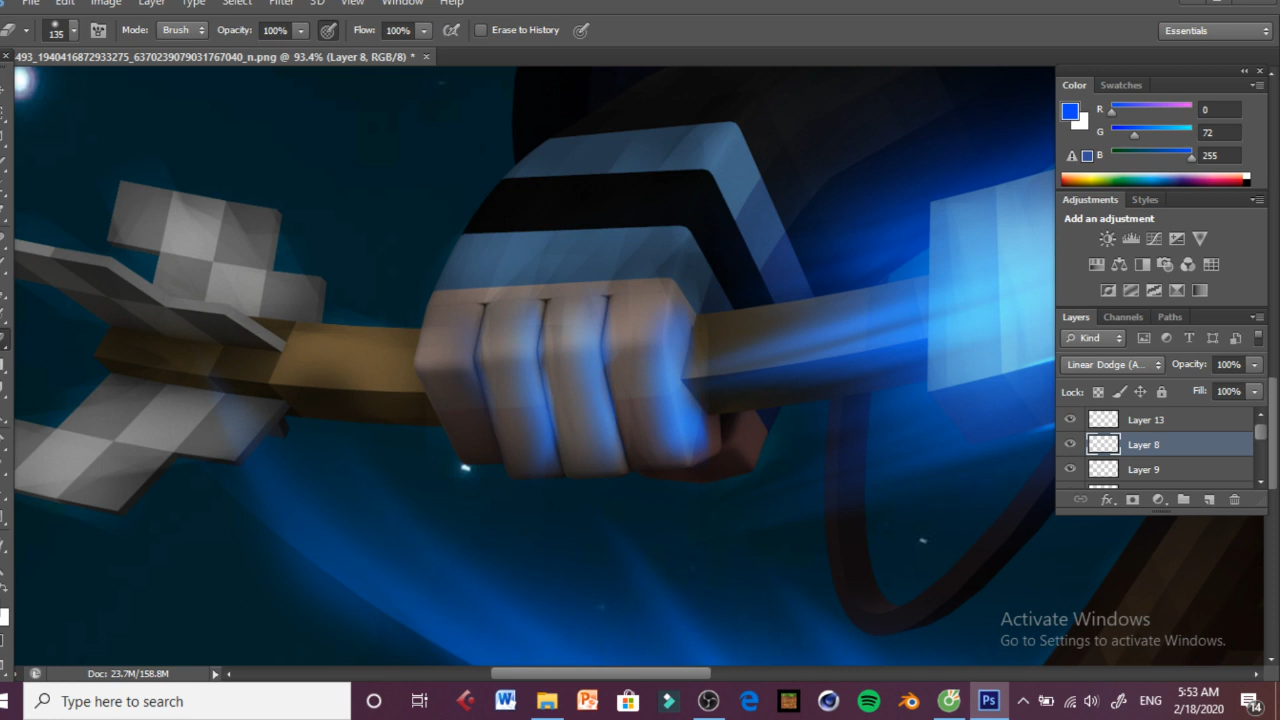 File Edit Image Layer Type Select Filter 3D View Window Help
135 Mode: Brush Opacity: 100% Flow: 100% Erase to History Essentials
493_1940416872933275_6370239079031767040_n.png @ 93.4% (Layer 8, RGB/8) * ×
Color Swatches
R 0
G 72
B 255
Adjustments Styles
Add an adjustment
Layers Channels Paths
Kind
Linear Dodge (A... Opacity: 100%
Lock: Fill: 100%
Layer 13
Layer 8
Layer 9
Activate Windows
Go to Settings to activate Windows.
Doc: 23.7M/158.8M
Type here to search W P Ps ENG 5:53 AM
2/18/2020 14